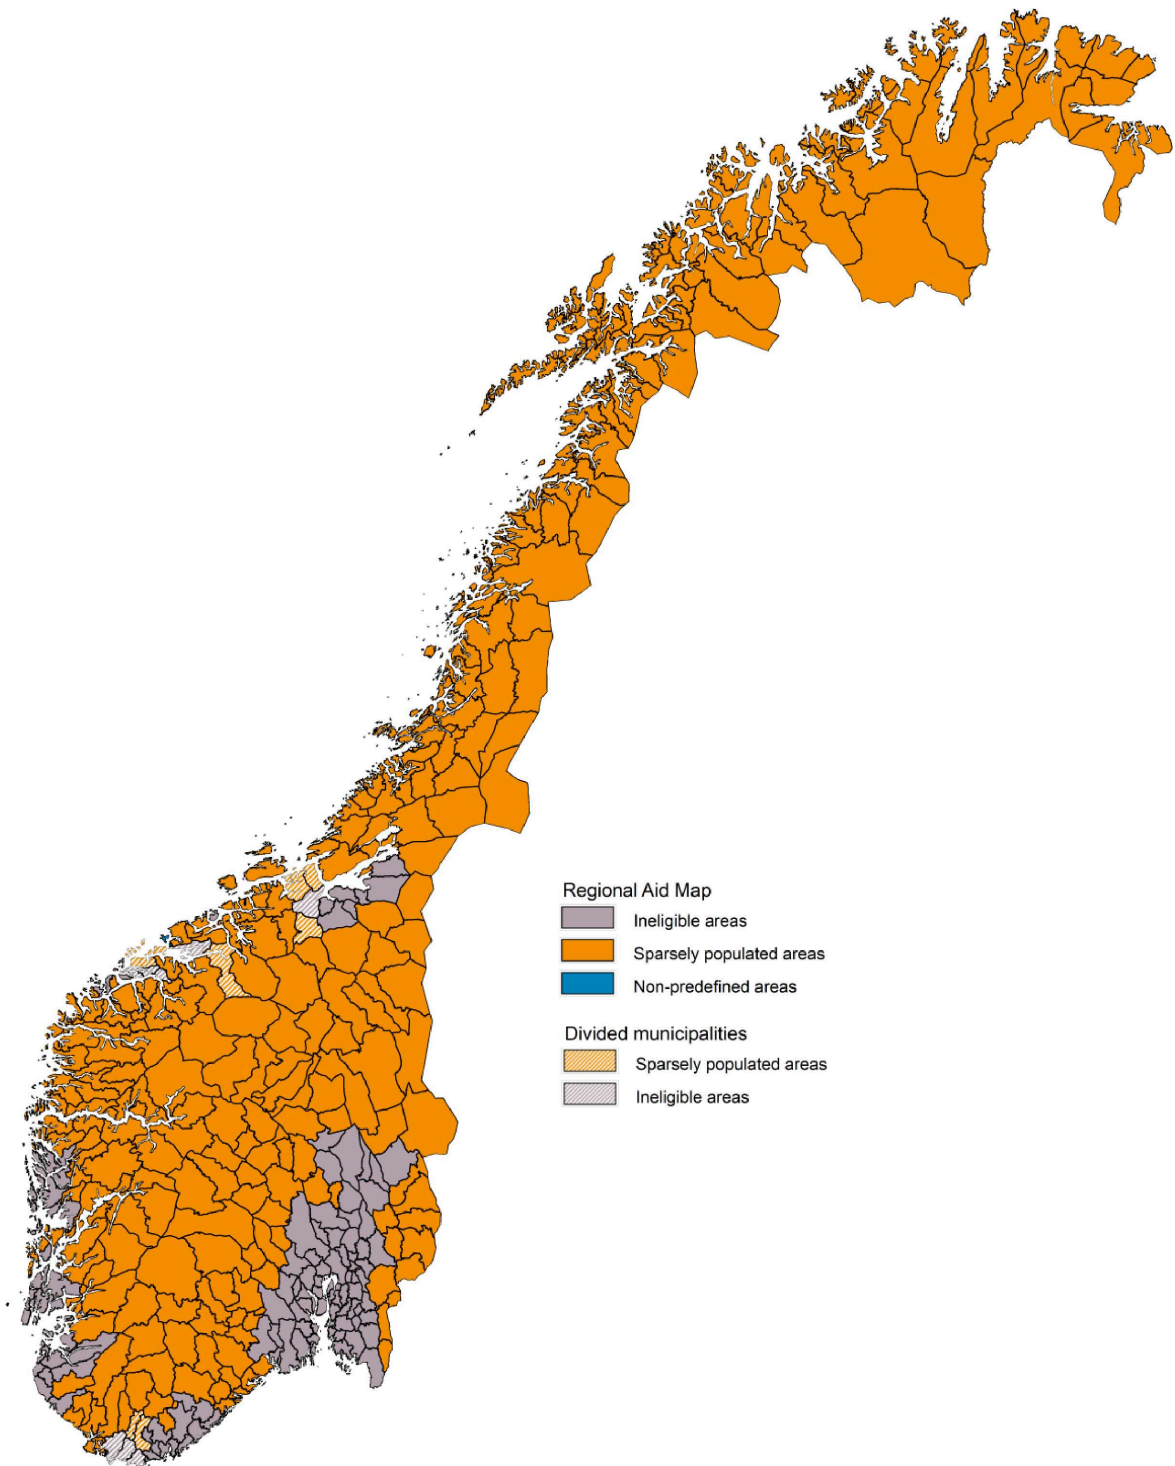 Regional Aid Map
Ineligible areas
Sparsely populated areas
Non-predefined areas
Divided municipalities
Sparsely populated areas
Ineligible areas